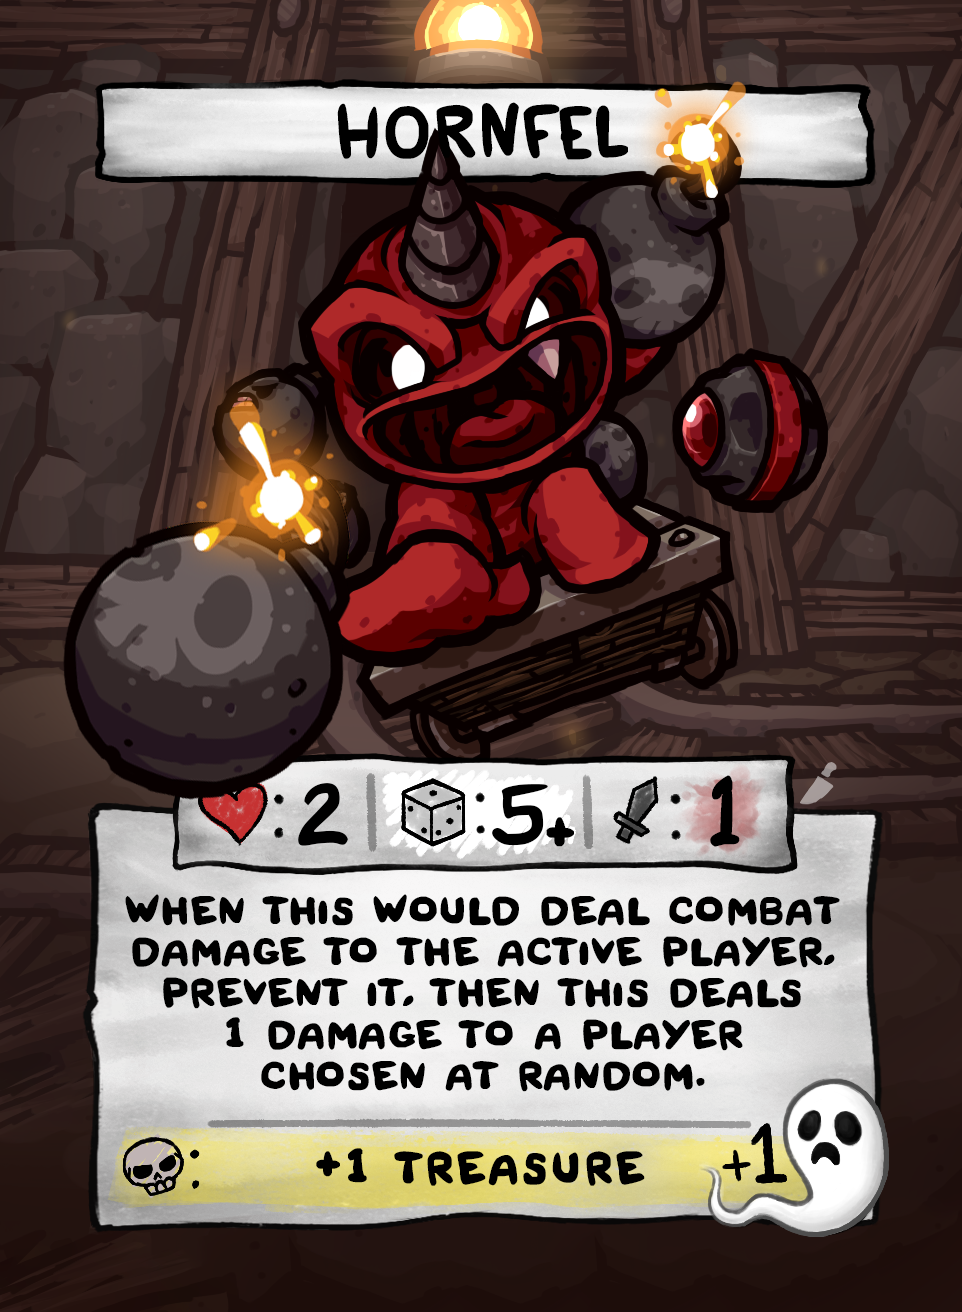 HORNFEL
: 2 : 5+ : 1
WHEN THIS WOULD DEAL COMBAT
DAMAGE TO THE ACTIVE PLAYER,
PREVENT IT. THEN THIS DEALS
1 DAMAGE TO A PLAYER
CHOSEN AT RANDOM.
: +1 TREASURE +1